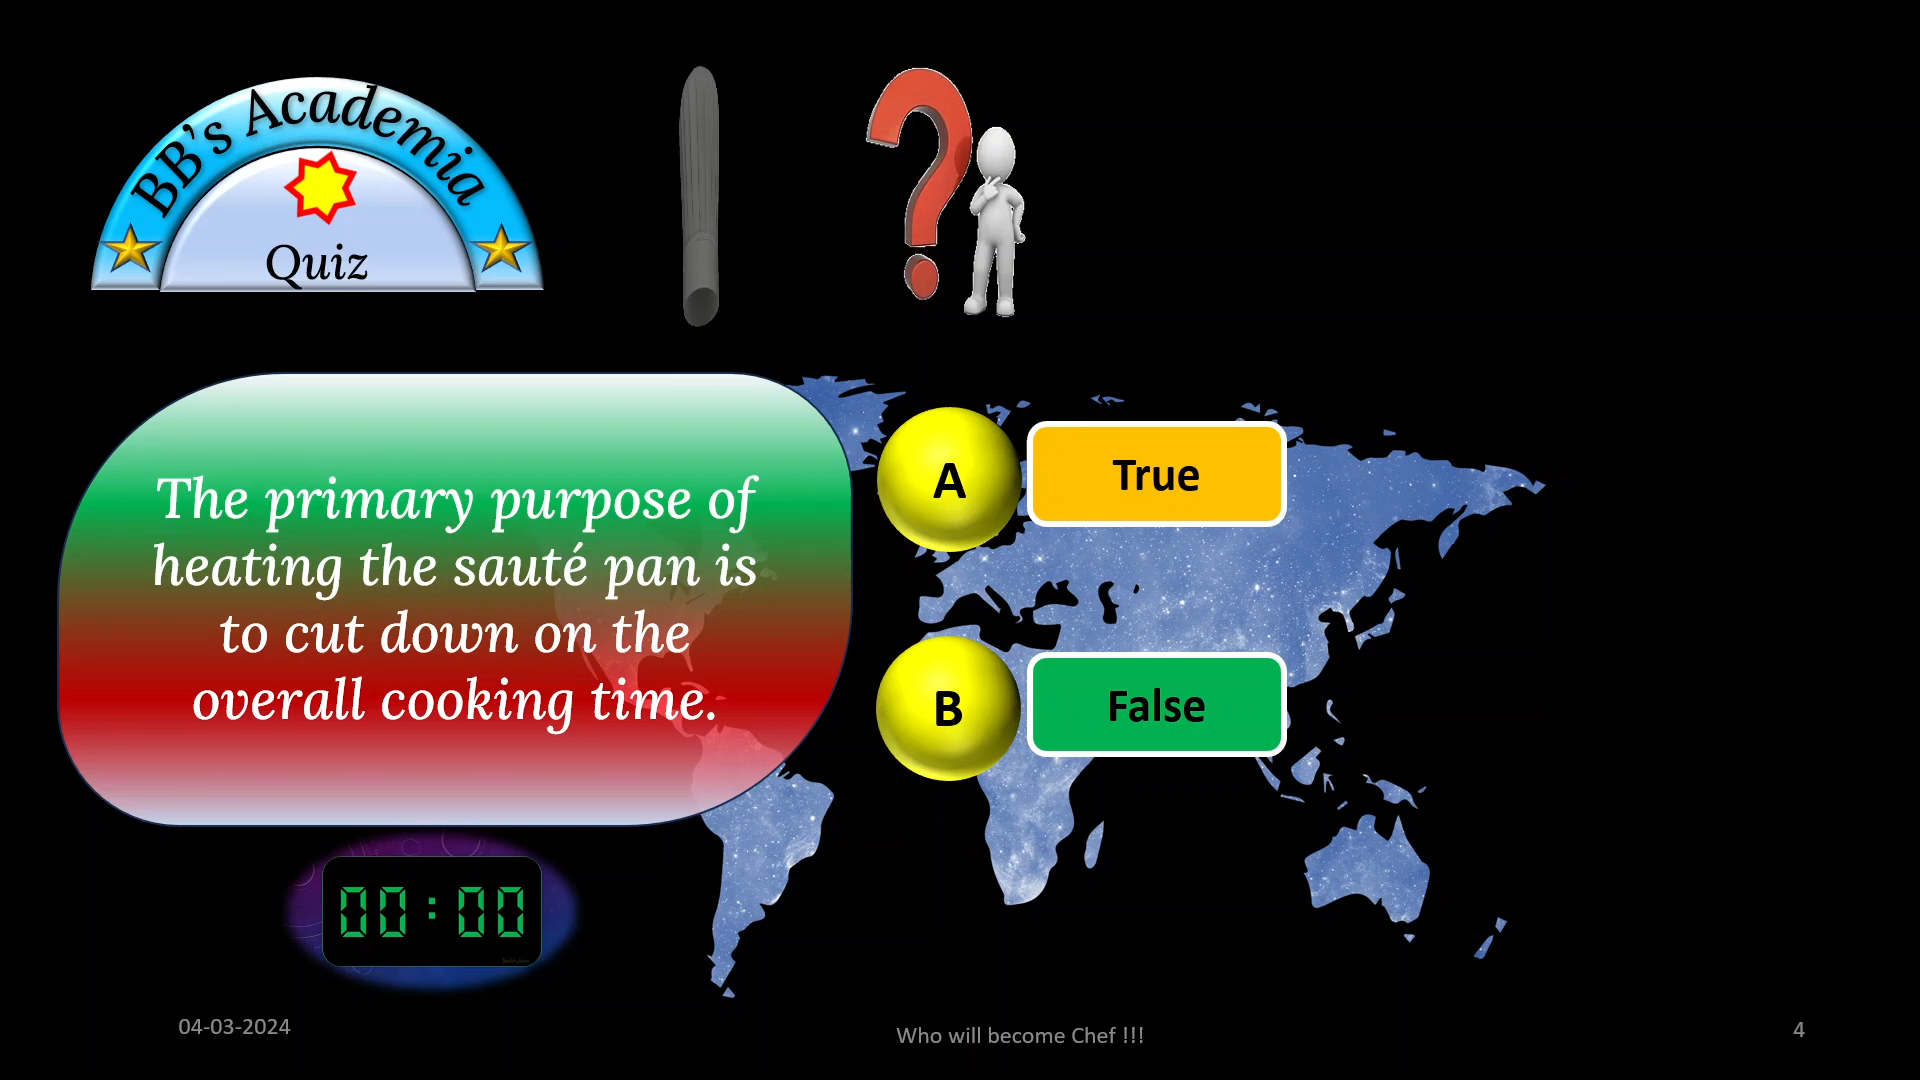 BB's Academia
Quiz
The primary purpose of
heating the sauté pan is
to cut down on the
overall cooking time.
A
True
B
False
00:00
04-03-2024
Who will become Chef !!!
4